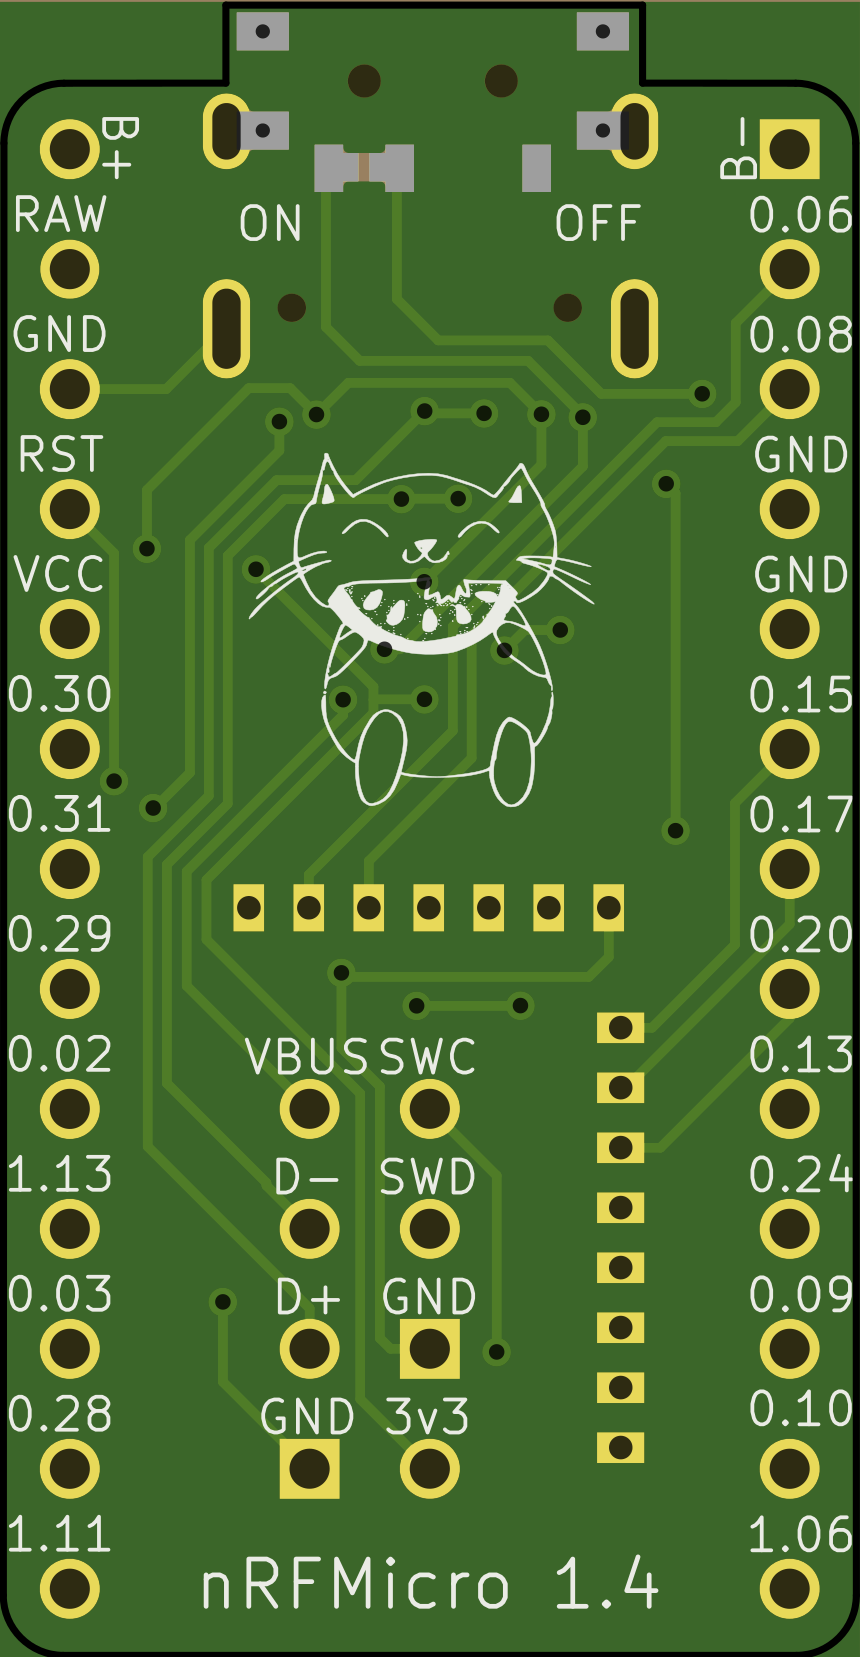 B+
B-
RAW
ON
OFF
0.06
GND
0.08
RST
GND
VCC
GND
0.30
0.15
0.31
0.17
0.29
0.20
0.02
VBUS
SWC
0.13
1.13
D-
SWD
0.24
0.03
D+
GND
0.09
0.28
GND
3v3
0.10
1.11
1.06
nRFMicro 1.4